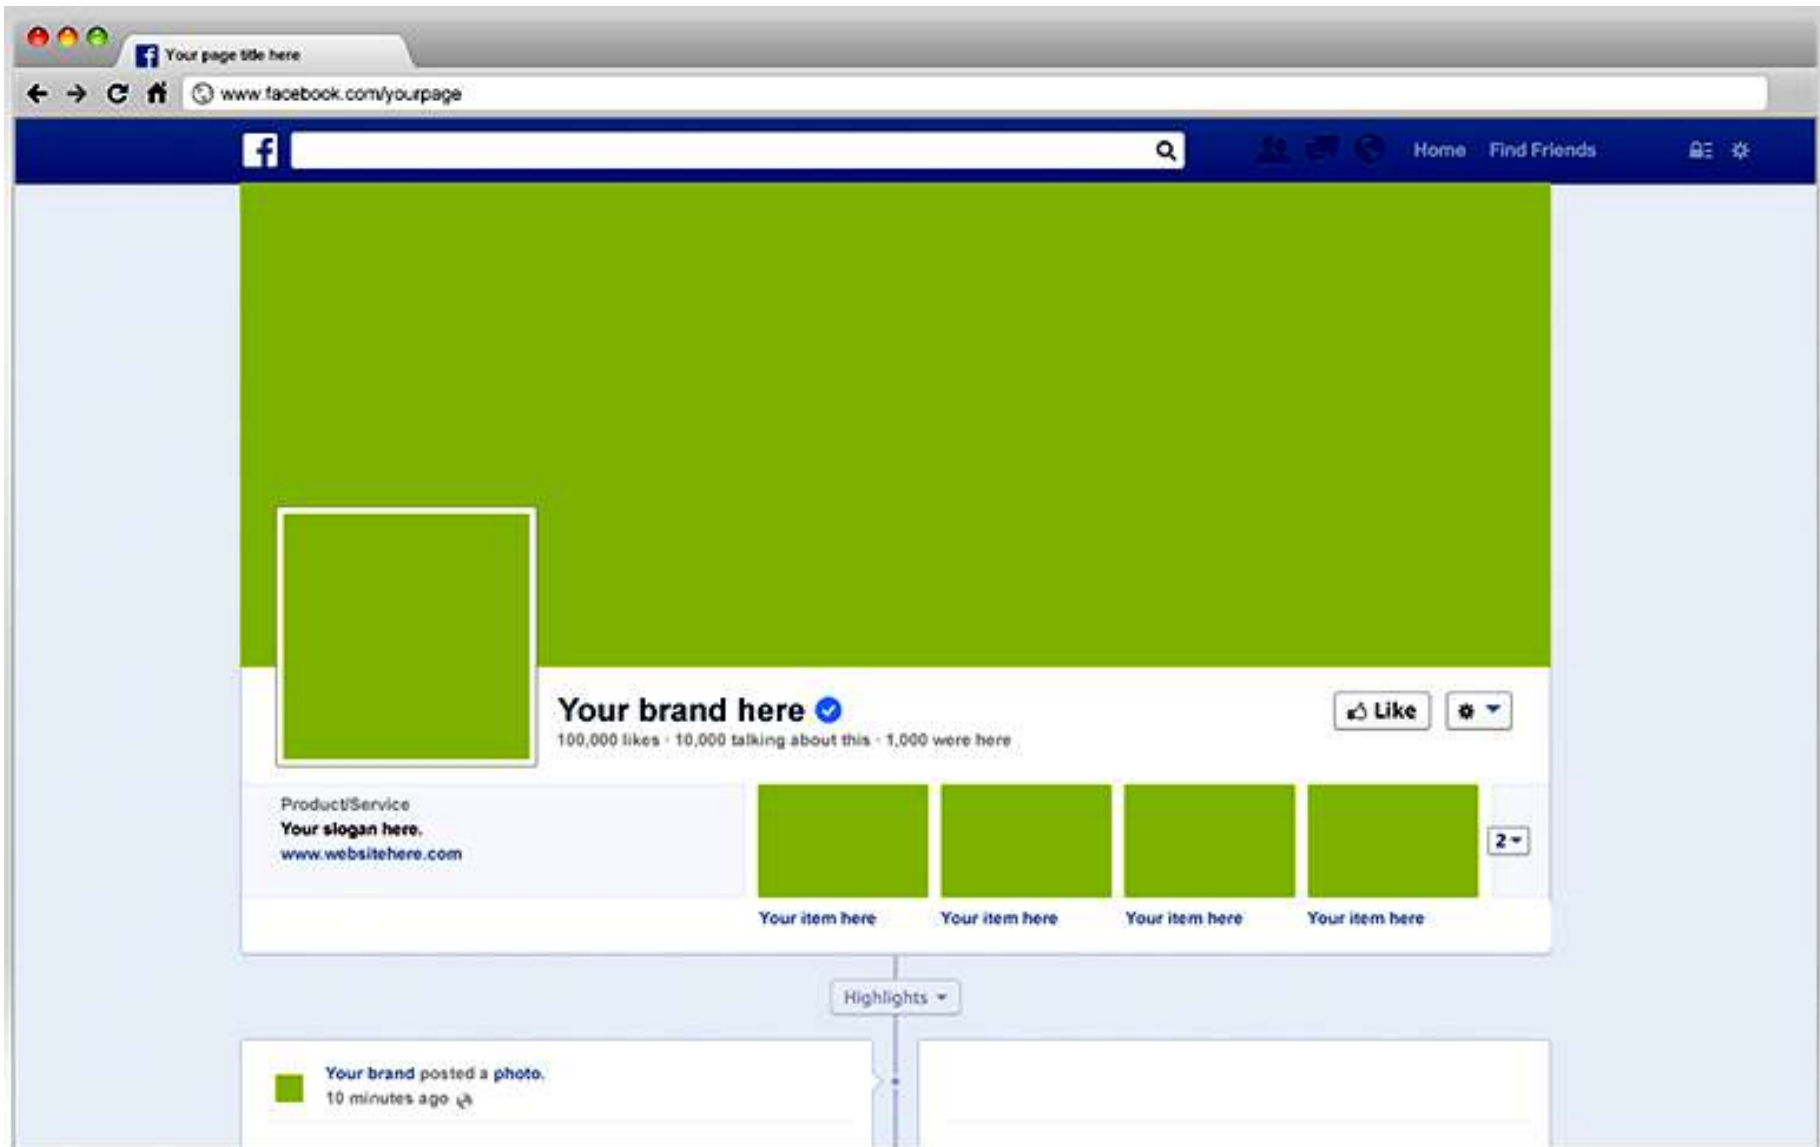 Your page title here
www.facebook.com/yourpage
f
Home Find Friends
Your brand here
100,000 likes · 10,000 talking about this · 1,000 were here
Like
Product/Service
Your slogan here.
www.websitehere.com
2
Your item here Your item here Your item here Your item here
Highlights
Your brand posted a photo.
10 minutes ago